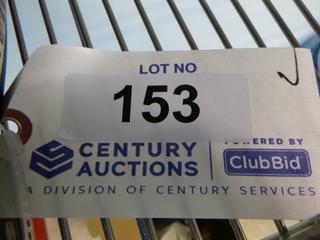 LOT NO
153
CENTURY
AUCTIONS
POWERED BY
ClubBid
A DIVISION OF CENTURY SERVICES